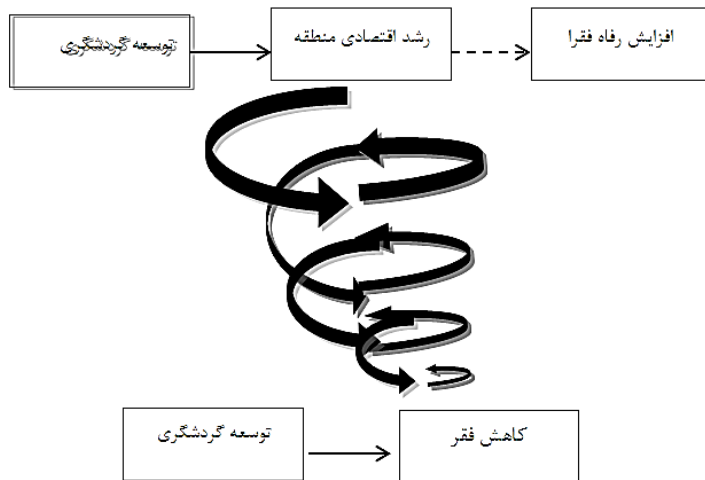 توسعه گردشگری
رشد اقتصادی منطقه
افزایش رفاه فقرا
توسعه گردشگری
کاهش فقر